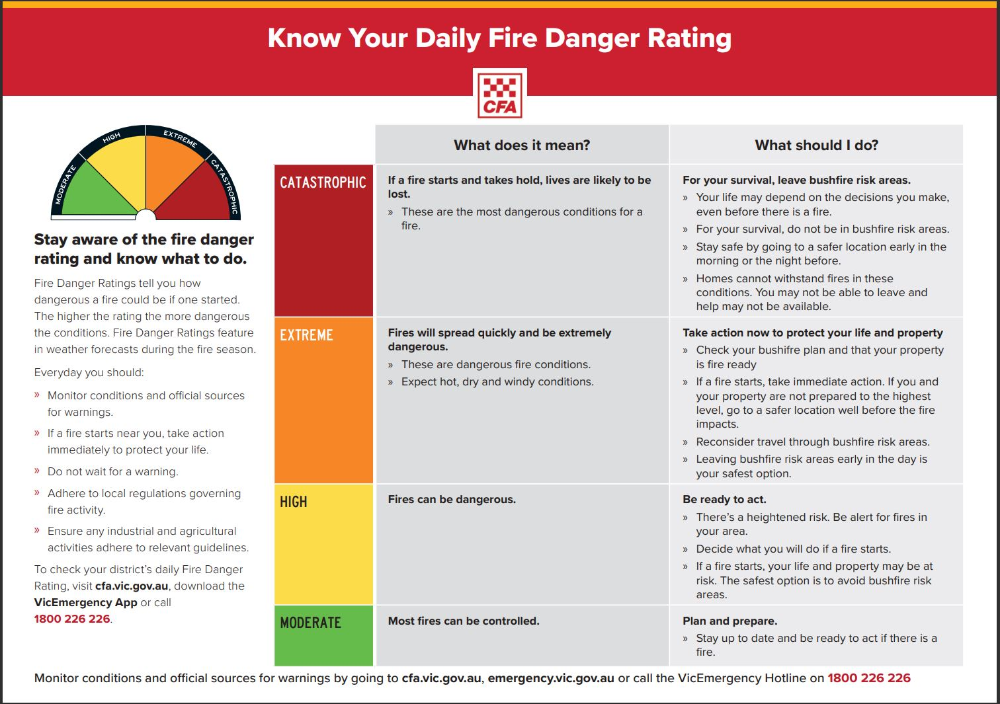 Know Your Daily Fire Danger Rating
CFA
MODERATE
HIGH
EXTREME
CATASTROPHIC
Stay aware of the fire danger
rating and know what to do.
Fire Danger Ratings tell you how
dangerous a fire could be if one started.
The higher the rating the more dangerous
the conditions. Fire Danger Ratings feature
in weather forecasts during the fire season.
Everyday you should:
» Monitor conditions and official sources
for warnings.
» If a fire starts near you, take action
immediately to protect your life.
» Do not wait for a warning.
» Adhere to local regulations governing
fire activity.
» Ensure any industrial and agricultural
activities adhere to relevant guidelines.
To check your district's daily Fire Danger
Rating, visit cfa.vic.gov.au, download the
VicEmergency App or call
1800 226 226.
What does it mean?
What should I do?
CATASTROPHIC
If a fire starts and takes hold, lives are likely to be
lost.
» These are the most dangerous conditions for a
fire.
For your survival, leave bushfire risk areas.
» Your life may depend on the decisions you make,
even before there is a fire.
» For your survival, do not be in bushfire risk areas.
» Stay safe by going to a safer location early in the
morning or the night before.
» Homes cannot withstand fires in these
conditions. You may not be able to leave and
help may not be available.
EXTREME
Fires will spread quickly and be extremely
dangerous.
» These are dangerous fire conditions.
» Expect hot, dry and windy conditions.
Take action now to protect your life and property
» Check your bushifre plan and that your property
is fire ready
» If a fire starts, take immediate action. If you and
your property are not prepared to the highest
level, go to a safer location well before the fire
impacts.
» Reconsider travel through bushfire risk areas.
» Leaving bushfire risk areas early in the day is
your safest option.
HIGH
Fires can be dangerous.
Be ready to act.
» There's a heightened risk. Be alert for fires in
your area.
» Decide what you will do if a fire starts.
» If a fire starts, your life and property may be at
risk. The safest option is to avoid bushfire risk
areas.
MODERATE
Most fires can be controlled.
Plan and prepare.
» Stay up to date and be ready to act if there is a
fire.
Monitor conditions and official sources for warnings by going to cfa.vic.gov.au, emergency.vic.gov.au or call the VicEmergency Hotline on 1800 226 226